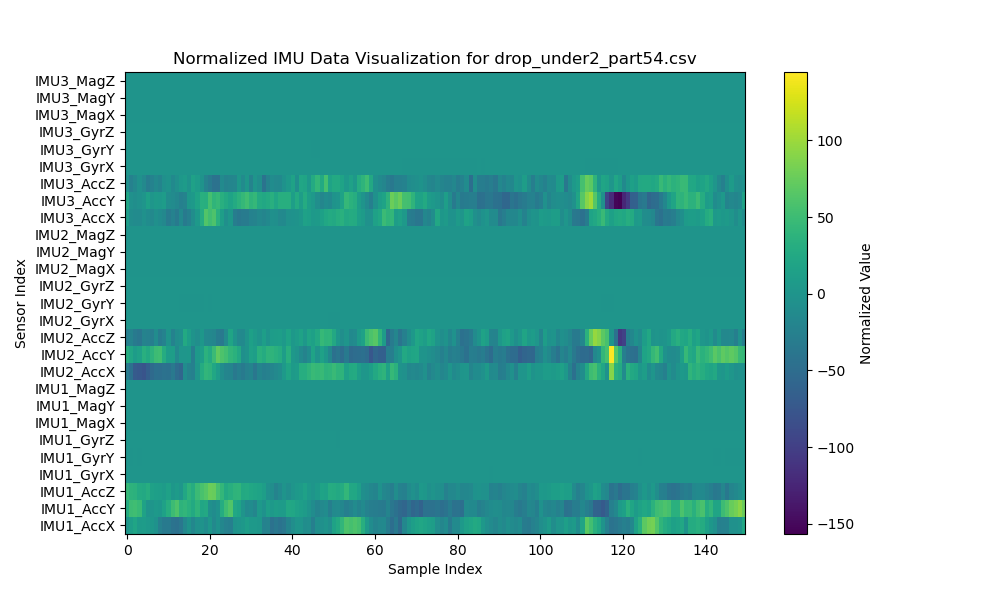 Normalized IMU Data Visualization for drop_under2_part54.csv
IMU3_MagZ
IMU3_MagY
IMU3_MagX
IMU3_GyrZ
IMU3_GyrY
IMU3_GyrX
IMU3_AccZ
IMU3_AccY
IMU3_AccX
IMU2_MagZ
IMU2_MagY
IMU2_MagX
IMU2_GyrZ
IMU2_GyrY
IMU2_GyrX
IMU2_AccZ
IMU2_AccY
IMU2_AccX
IMU1_MagZ
IMU1_MagY
IMU1_MagX
IMU1_GyrZ
IMU1_GyrY
IMU1_GyrX
IMU1_AccZ
IMU1_AccY
IMU1_AccX
Sensor Index
0 20 40 60 80 100 120 140
Sample Index
100
50
0
−50
−100
−150
Normalized Value